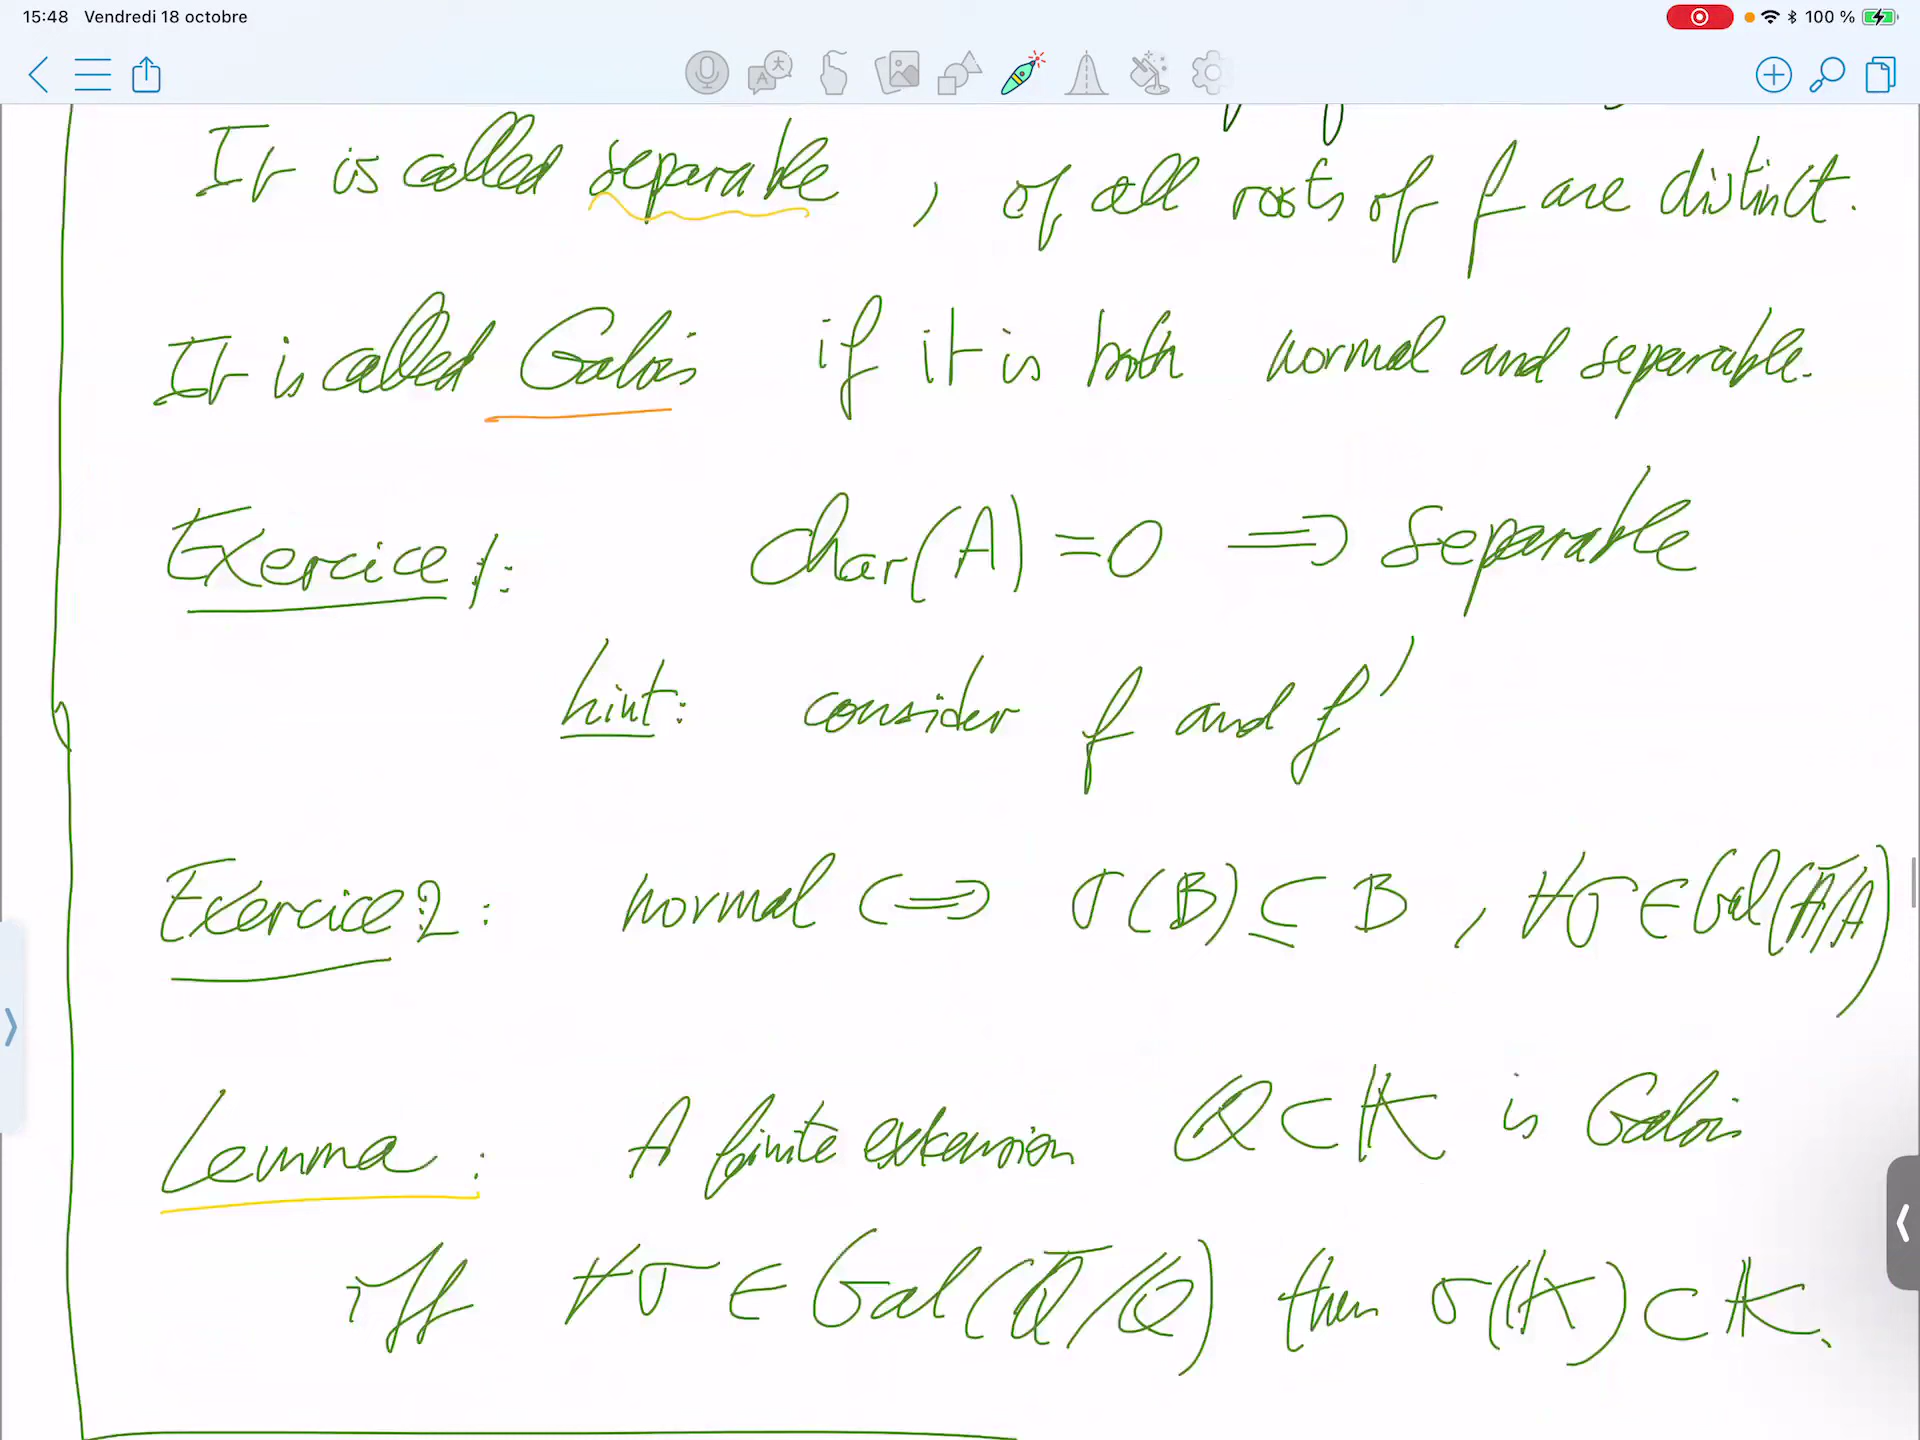 15:48 Vendredi 18 octobre 100 %
It is called separable, if all roots of f are distinct.
It is called Galois if it is both normal and separable.
Exercice 1: char(A) = 0 ⟹ separable
hint: consider f and f'
Exercice 2: normal ⟺ σ(B) ⊆ B, ∀σ ∈ Gal(Ā/A)
Lemma: A finite extension ℚ ⊂ 𝕂 is Galois
iff ∀σ ∈ Gal(ℚ̄/ℚ) then σ(𝕂) ⊂ 𝕂.